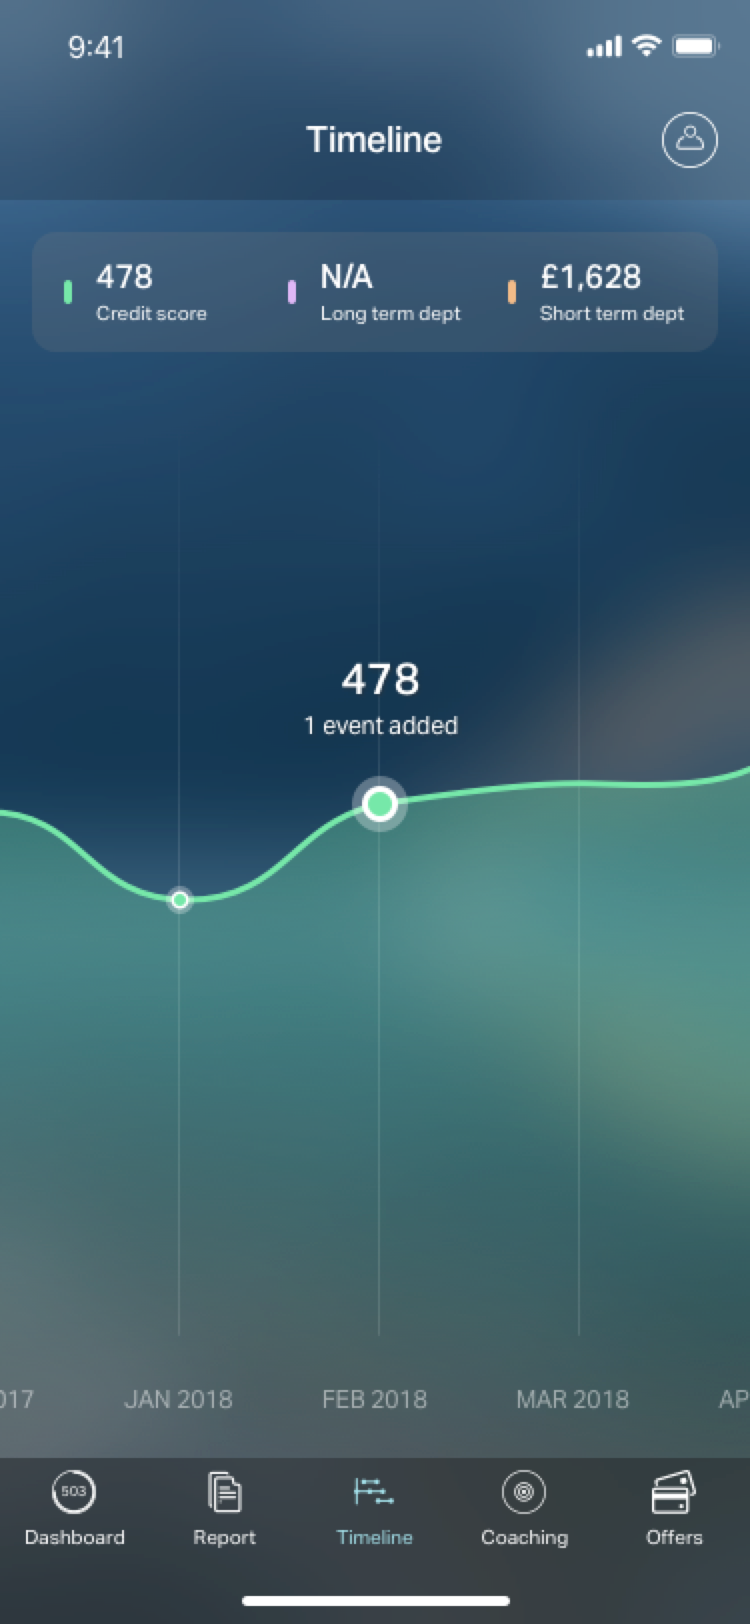 9:41
Timeline
478
Credit score
N/A
Long term dept
£1,628
Short term dept
478
1 event added
017
JAN 2018
FEB 2018
MAR 2018
AP
503
Dashboard
Report
Timeline
Coaching
Offers